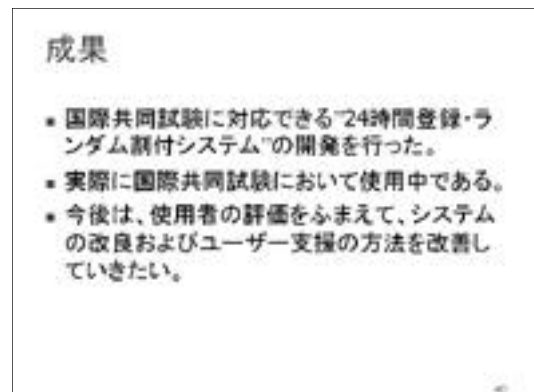 成果
▪ 国際共同試験に対応できる"24時間登録・ラ
ンダム割付システム"の開発を行った。
▪ 実際に国際共同試験において使用中である。
▪ 今後は、使用者の評価をふまえて、システム
の改良およびユーザー支援の方法を改善し
ていきたい。